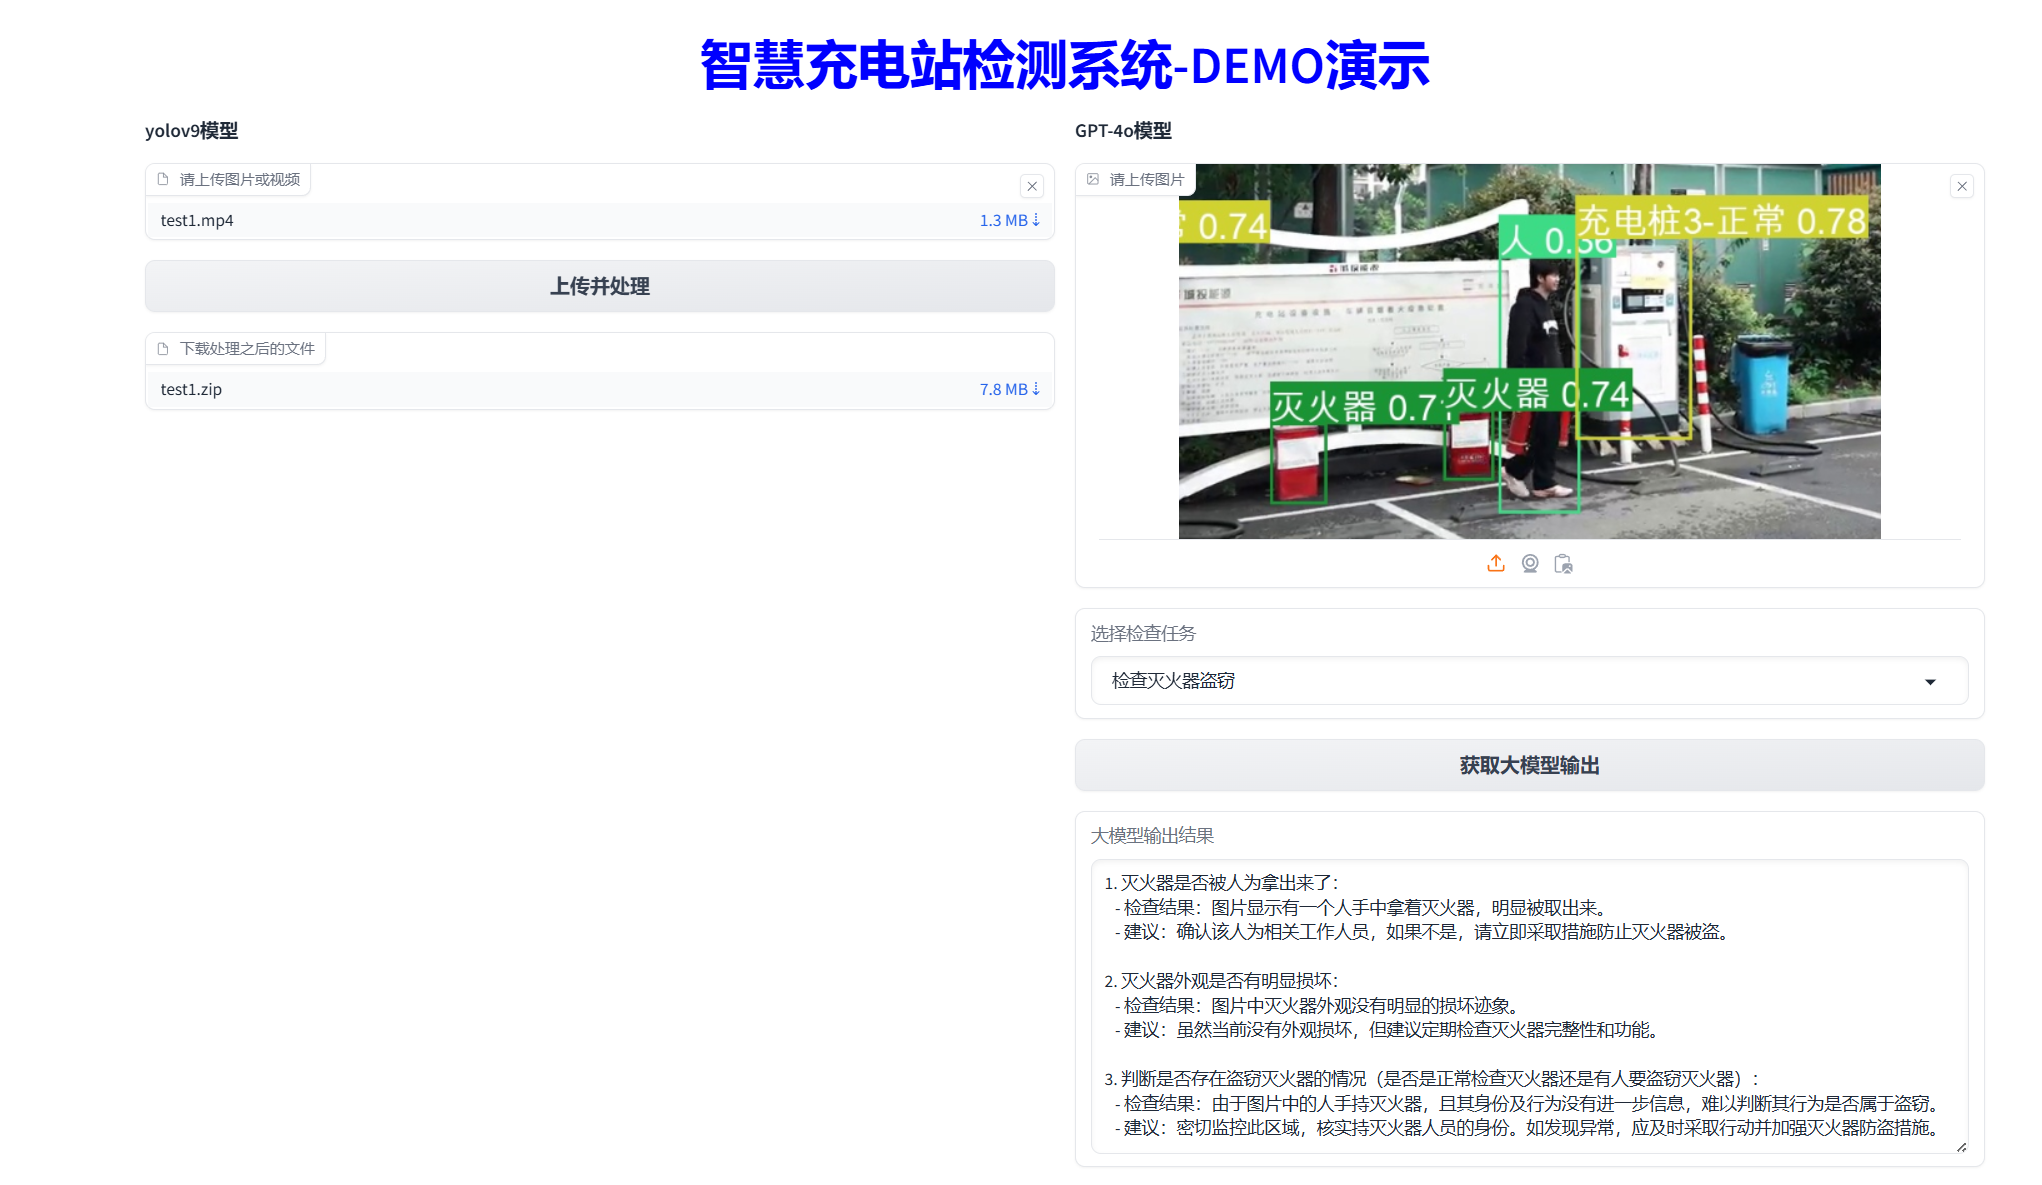 智慧充电站检测系统-DEMO演示
yolov9模型
请上传图片或视频
test1.mp4
1.3 MB⇣
上传并处理
下载处理之后的文件
test1.zip
7.8 MB⇣
GPT-4o模型
请上传图片
0.74
人 0.
充电桩3-正常 0.78
灭火器 0.7
灭火器 0.74
选择检查任务
检查灭火器盗窃
获取大模型输出
大模型输出结果
1. 灭火器是否被人为拿出来了：
- 检查结果：图片显示有一个人手中拿着灭火器，明显被取出来。
- 建议：确认该人为相关工作人员，如果不是，请立即采取措施防止灭火器被盗。
2. 灭火器外观是否有明显损坏：
- 检查结果：图片中灭火器外观没有明显的损坏迹象。
- 建议：虽然当前没有外观损坏，但建议定期检查灭火器完整性和功能。
3. 判断是否存在盗窃灭火器的情况（是否是正常检查灭火器还是有人要盗窃灭火器）：
- 检查结果：由于图片中的人手持灭火器，且其身份及行为没有进一步信息，难以判断其行为是否属于盗窃。
- 建议：密切监控此区域，核实持灭火器人员的身份。如发现异常，应及时采取行动并加强灭火器防盗措施。